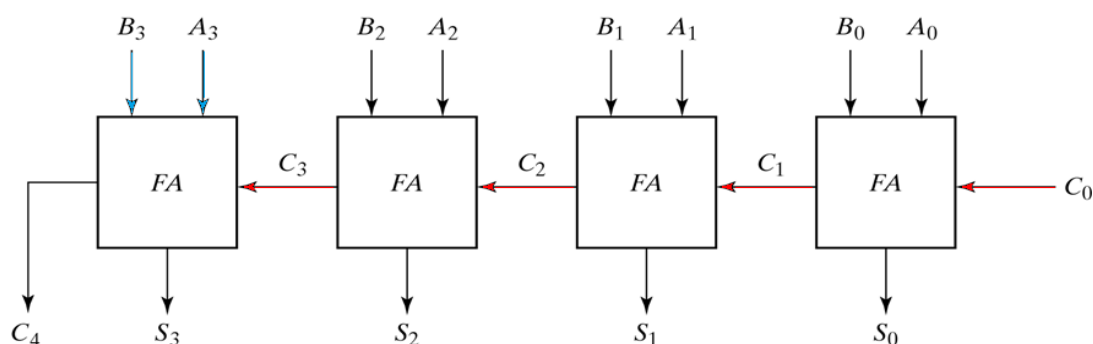 B₃ A₃ B₂ A₂ B₁ A₁ B₀ A₀
FA C₃ FA C₂ FA C₁ FA C₀
C₄ S₃ S₂ S₁ S₀